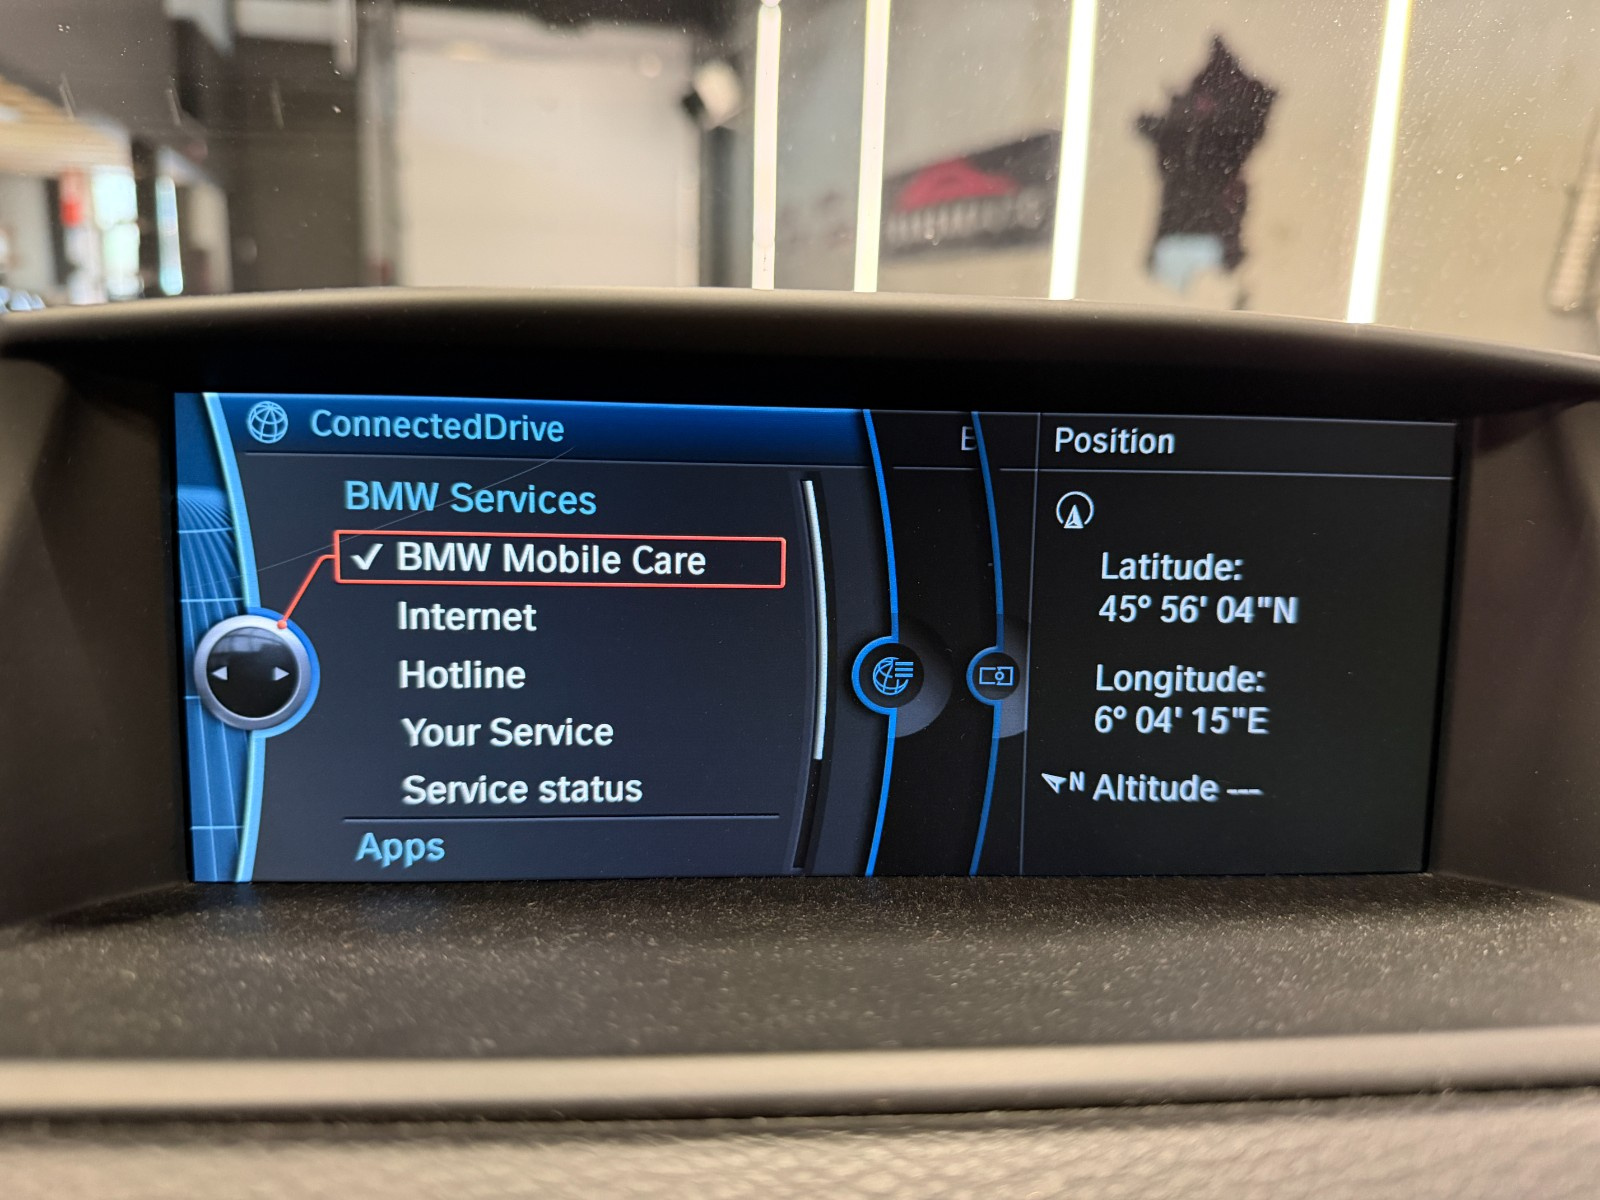 ConnectedDrive
BMW Services
BMW Mobile Care
Internet
Hotline
Your Service
Service status
Apps
Position
Latitude:
45° 56' 04"N
Longitude:
6° 04' 15"E
N Altitude ---